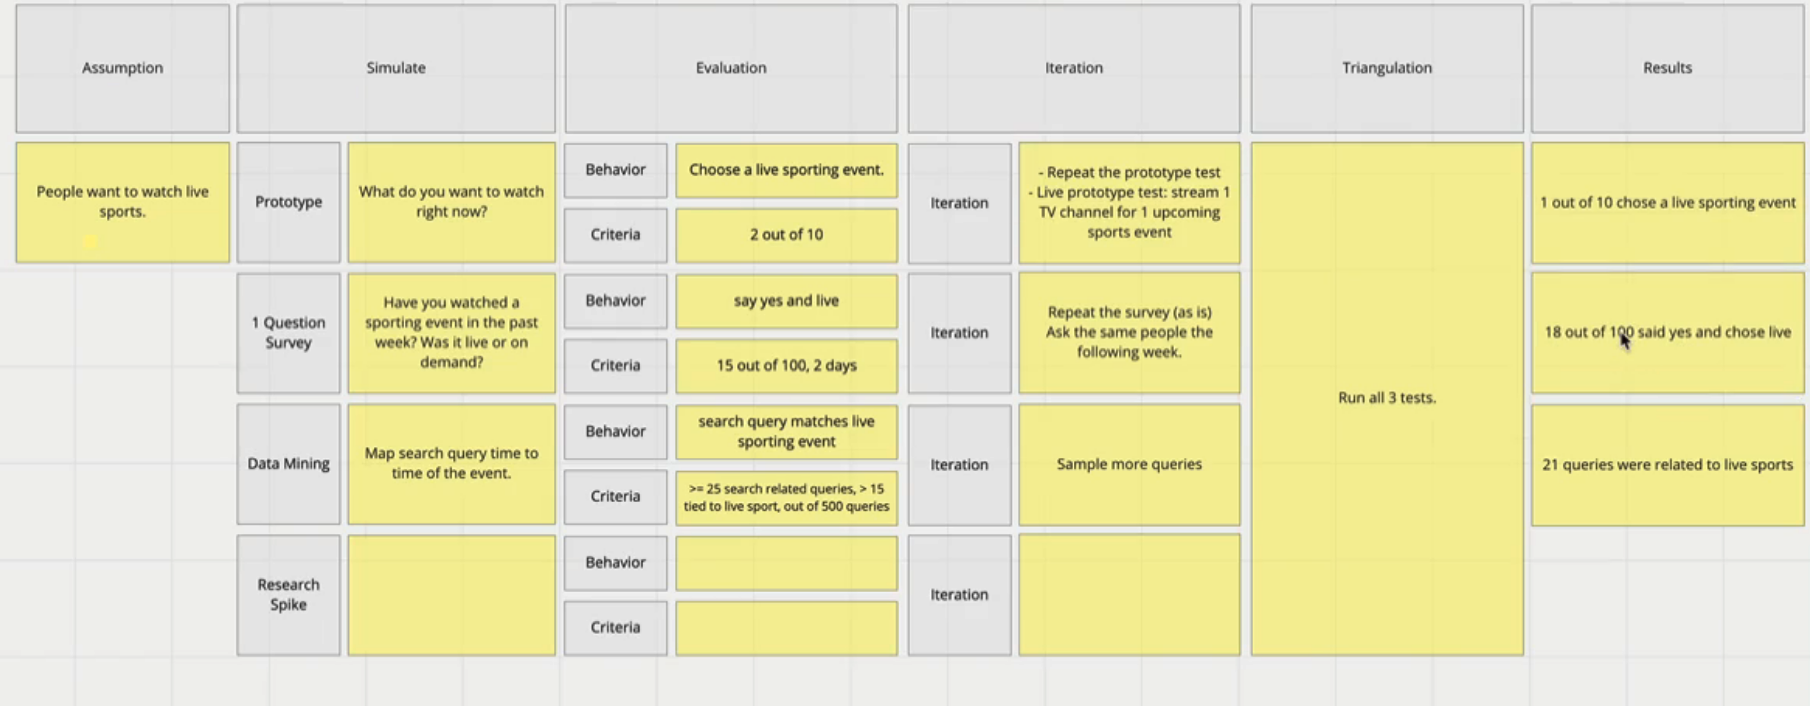 Assumption
Simulate
Evaluation
Iteration
Triangulation
Results
People want to watch live
sports.
Prototype
What do you want to watch
right now?
Behavior
Choose a live sporting event.
Criteria
2 out of 10
Iteration
- Repeat the prototype test
- Live prototype test: stream 1
TV channel for 1 upcoming
sports event
Run all 3 tests.
1 out of 10 chose a live sporting event
1 Question
Survey
Have you watched a
sporting event in the past
week? Was it live or on
demand?
Behavior
say yes and live
Criteria
15 out of 100, 2 days
Iteration
Repeat the survey (as is)
Ask the same people the
following week.
18 out of 100 said yes and chose live
Data Mining
Map search query time to
time of the event.
Behavior
search query matches live
sporting event
Criteria
>= 25 search related queries, > 15
tied to live sport, out of 500 queries
Iteration
Sample more queries
21 queries were related to live sports
Research
Spike
Behavior
Criteria
Iteration